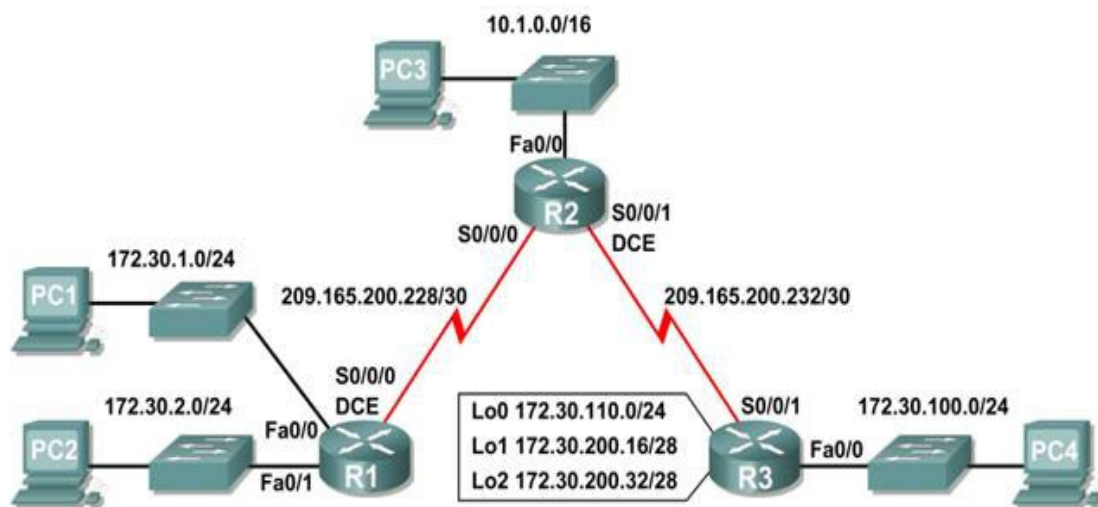 10.1.0.0/16
PC3
Fa0/0
R2
S0/0/1
DCE
S0/0/0
172.30.1.0/24
PC1
209.165.200.228/30
209.165.200.232/30
S0/0/0
DCE
172.30.2.0/24
Fa0/0
PC2
Fa0/1
R1
Lo0 172.30.110.0/24
Lo1 172.30.200.16/28
Lo2 172.30.200.32/28
S0/0/1
R3
Fa0/0
172.30.100.0/24
PC4